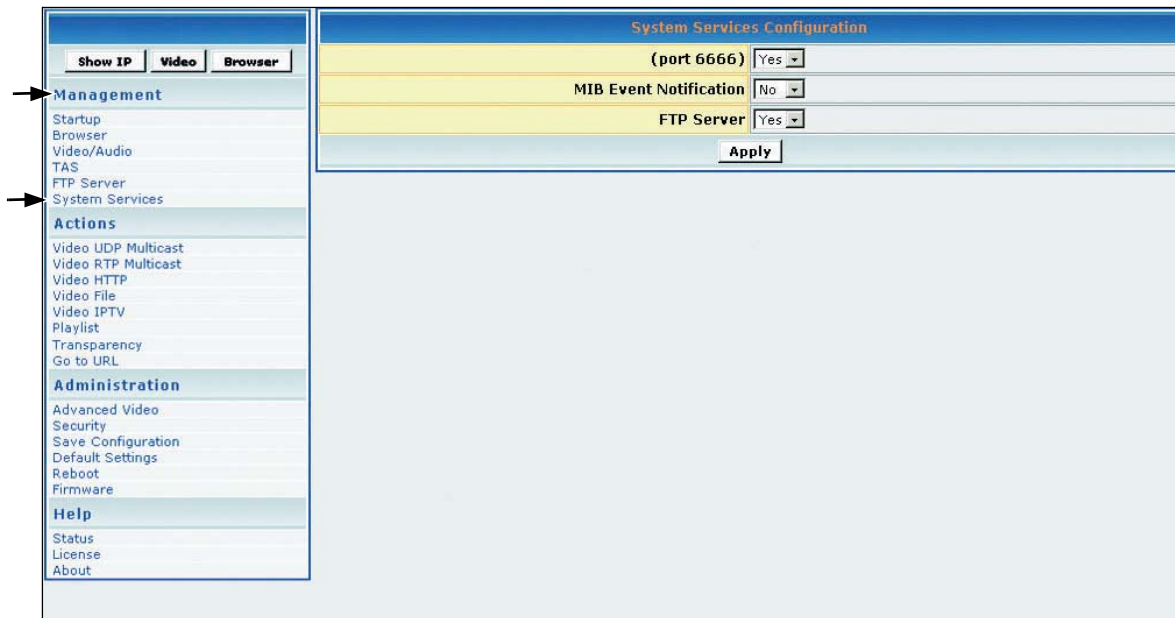 Show IP Video Browser
Management
Startup
Browser
Video/Audio
TAS
FTP Server
System Services
Actions
Video UDP Multicast
Video RTP Multicast
Video HTTP
Video File
Video IPTV
Playlist
Transparency
Go to URL
Administration
Advanced Video
Security
Save Configuration
Default Settings
Reboot
Firmware
Help
Status
License
About
System Services Configuration
(port 6666) Yes
MIB Event Notification No
FTP Server Yes
Apply